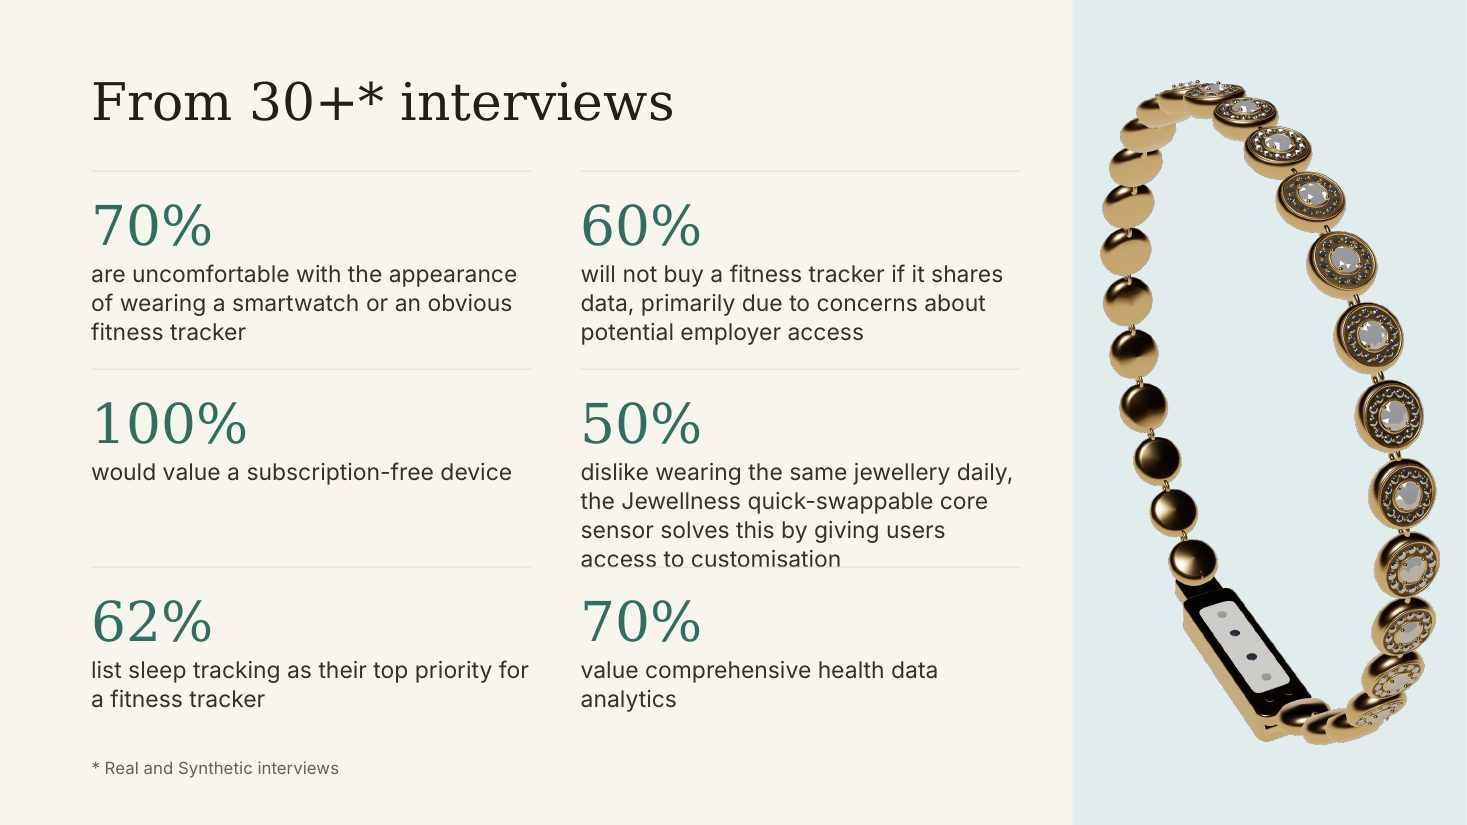 From 30+* interviews
70%
are uncomfortable with the appearance
of wearing a smartwatch or an obvious
fitness tracker
60%
will not buy a fitness tracker if it shares
data, primarily due to concerns about
potential employer access
100%
would value a subscription-free device
50%
dislike wearing the same jewellery daily,
the Jewellness quick-swappable core
sensor solves this by giving users
access to customisation
62%
list sleep tracking as their top priority for
a fitness tracker
70%
value comprehensive health data
analytics
* Real and Synthetic interviews